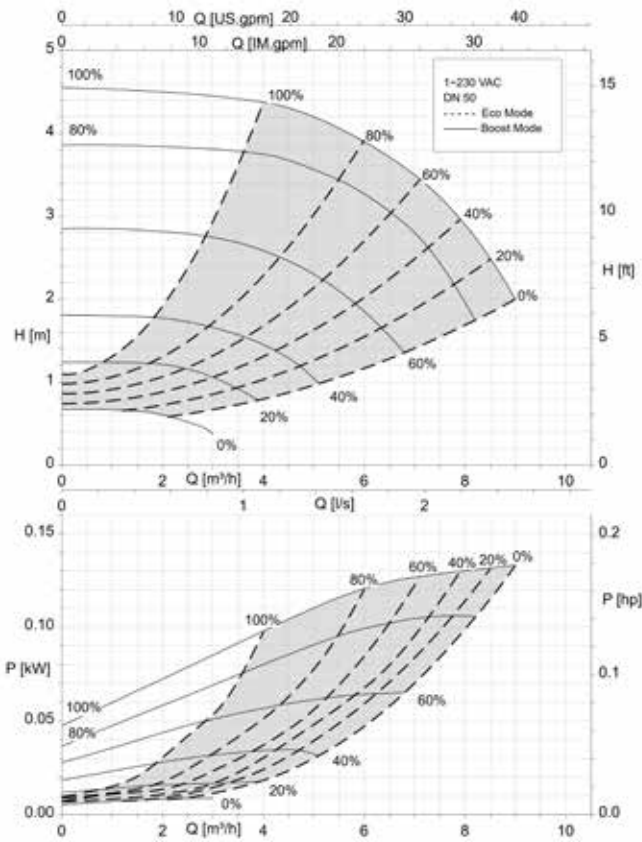 Q [US.gpm]
0 10 20 30 40
Q [IM.gpm]
0 10 20 30
5
4
3
2
1
0
H [m]
15
10
5
0
H [ft]
1~230 VAC
DN 50
Eco Mode
Boost Mode
100%
80%
100%
80%
60%
40%
20%
0%
60%
40%
20%
0%
0 2 4 6 8 10
Q [m³/h]
0 1 2
Q [l/s]
0.15
0.10
0.05
0.00
P [kW]
0.2
0.1
0.0
P [hp]
100%
80%
100%
80%
60%
40%
20%
0%
60%
40%
20%
0%
0 2 4 6 8 10
Q [m³/h]